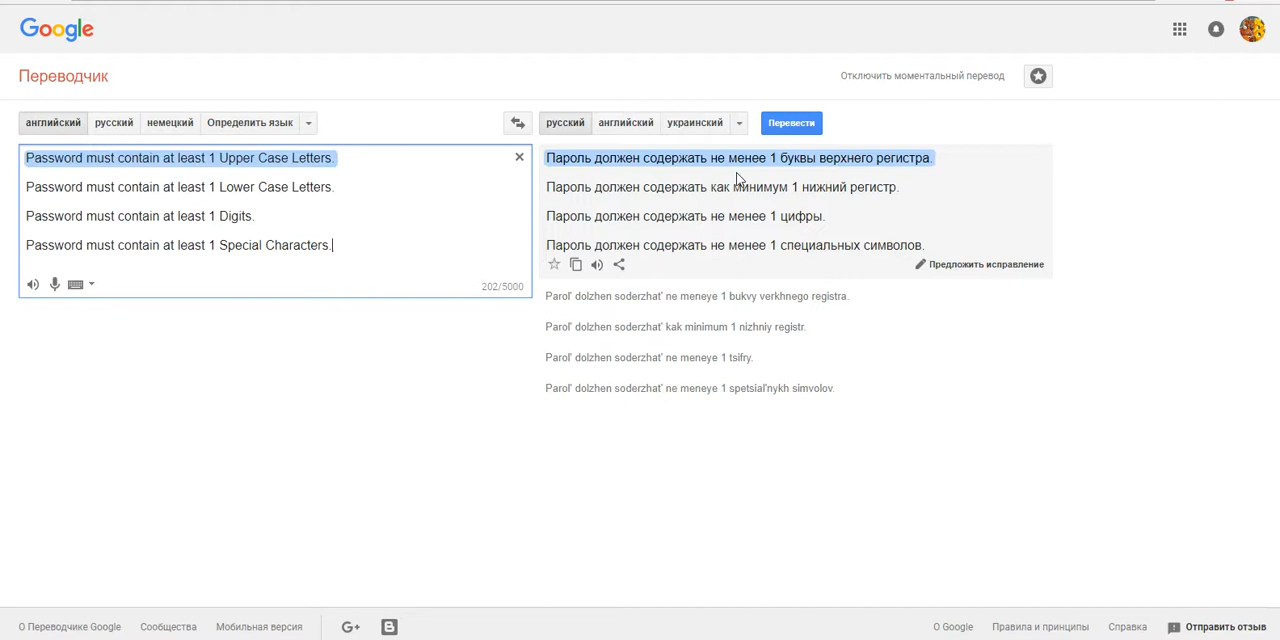 Google
Переводчик
Отключить моментальный перевод
английский русский немецкий Определить язык
русский английский украинский Перевести
Password must contain at least 1 Upper Case Letters.
Password must contain at least 1 Lower Case Letters.
Password must contain at least 1 Digits.
Password must contain at least 1 Special Characters.
202/5000
Пароль должен содержать не менее 1 буквы верхнего регистра.
Пароль должен содержать как минимум 1 нижний регистр.
Пароль должен содержать не менее 1 цифры.
Пароль должен содержать не менее 1 специальных символов.
Предложить исправление
Parol' dolzhen soderzhat' ne meneye 1 bukvy verkhnego registra.
Parol' dolzhen soderzhat' kak minimum 1 nizhniy registr.
Parol' dolzhen soderzhat' ne meneye 1 tsifry.
Parol' dolzhen soderzhat' ne meneye 1 spetsial'nykh simvolov.
О Переводчике Google Сообщества Мобильная версия G+ B О Google Правила и принципы Справка Отправить отзыв